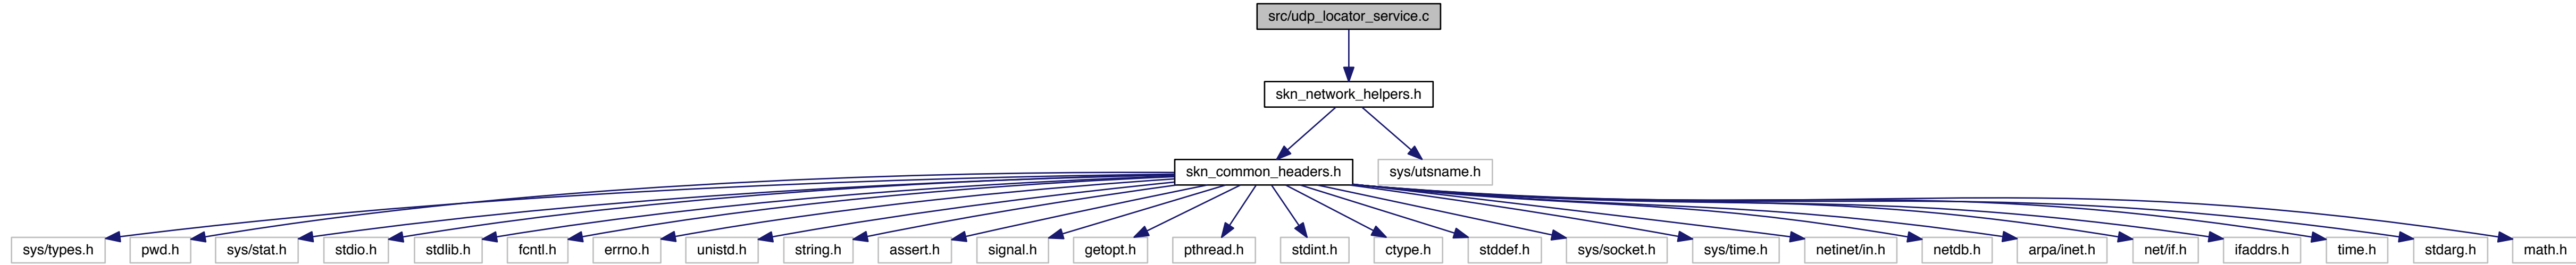 src/udp_locator_service.c
skn_network_helpers.h
skn_common_headers.h
sys/utsname.h
sys/types.h
pwd.h
sys/stat.h
stdio.h
stdlib.h
fcntl.h
errno.h
unistd.h
string.h
assert.h
signal.h
getopt.h
pthread.h
stdint.h
ctype.h
stddef.h
sys/socket.h
sys/time.h
netinet/in.h
netdb.h
arpa/inet.h
net/if.h
ifaddrs.h
time.h
stdarg.h
math.h